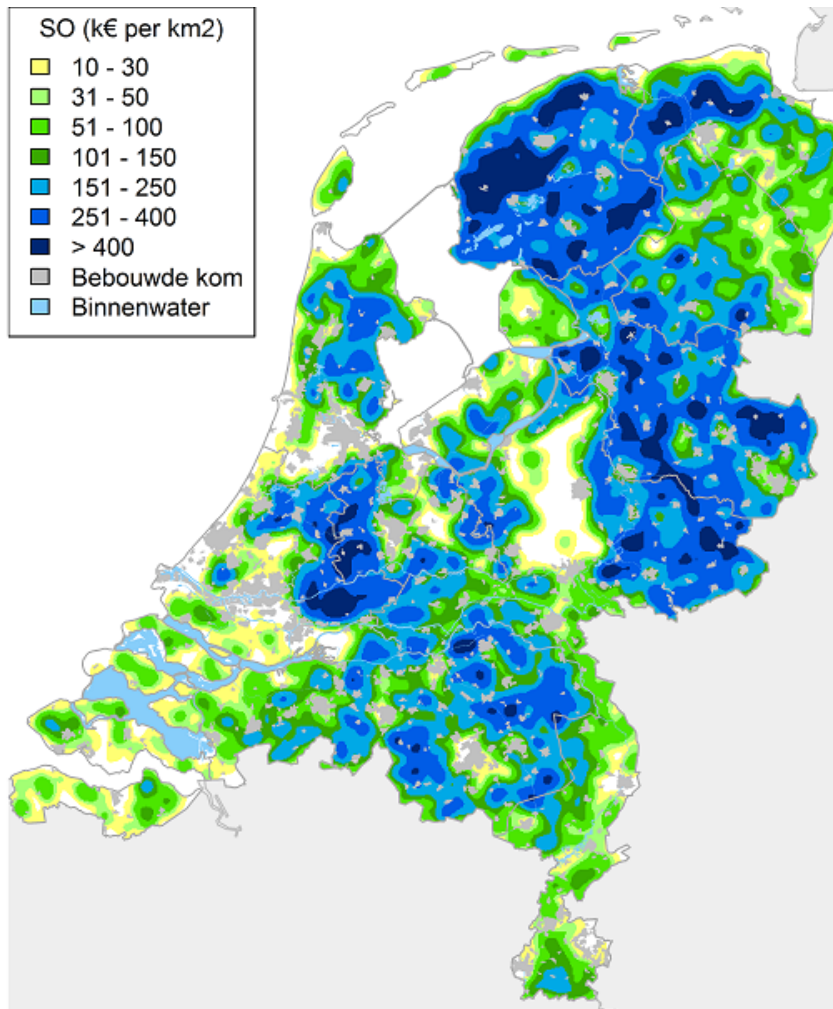 SO (k€ per km2)
10 - 30
31 - 50
51 - 100
101 - 150
151 - 250
251 - 400
> 400
Bebouwde kom
Binnenwater